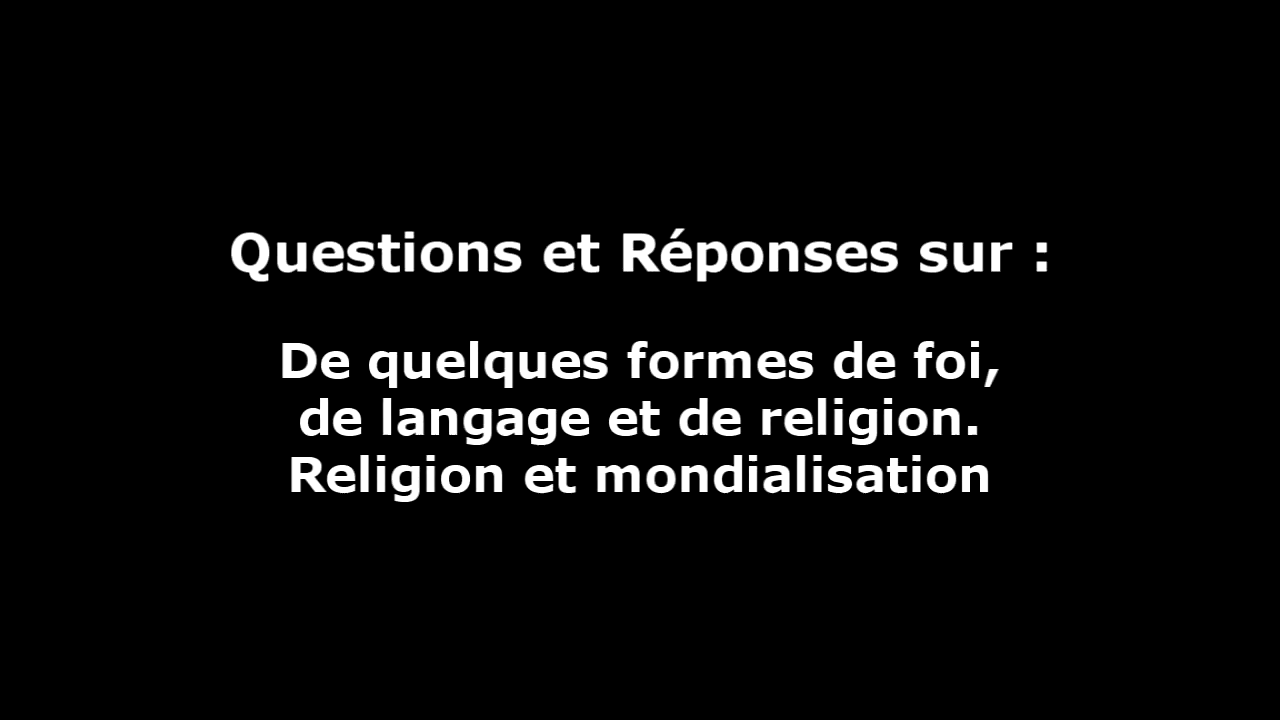 Questions et Réponses sur :
De quelques formes de foi,
de langage et de religion.
Religion et mondialisation